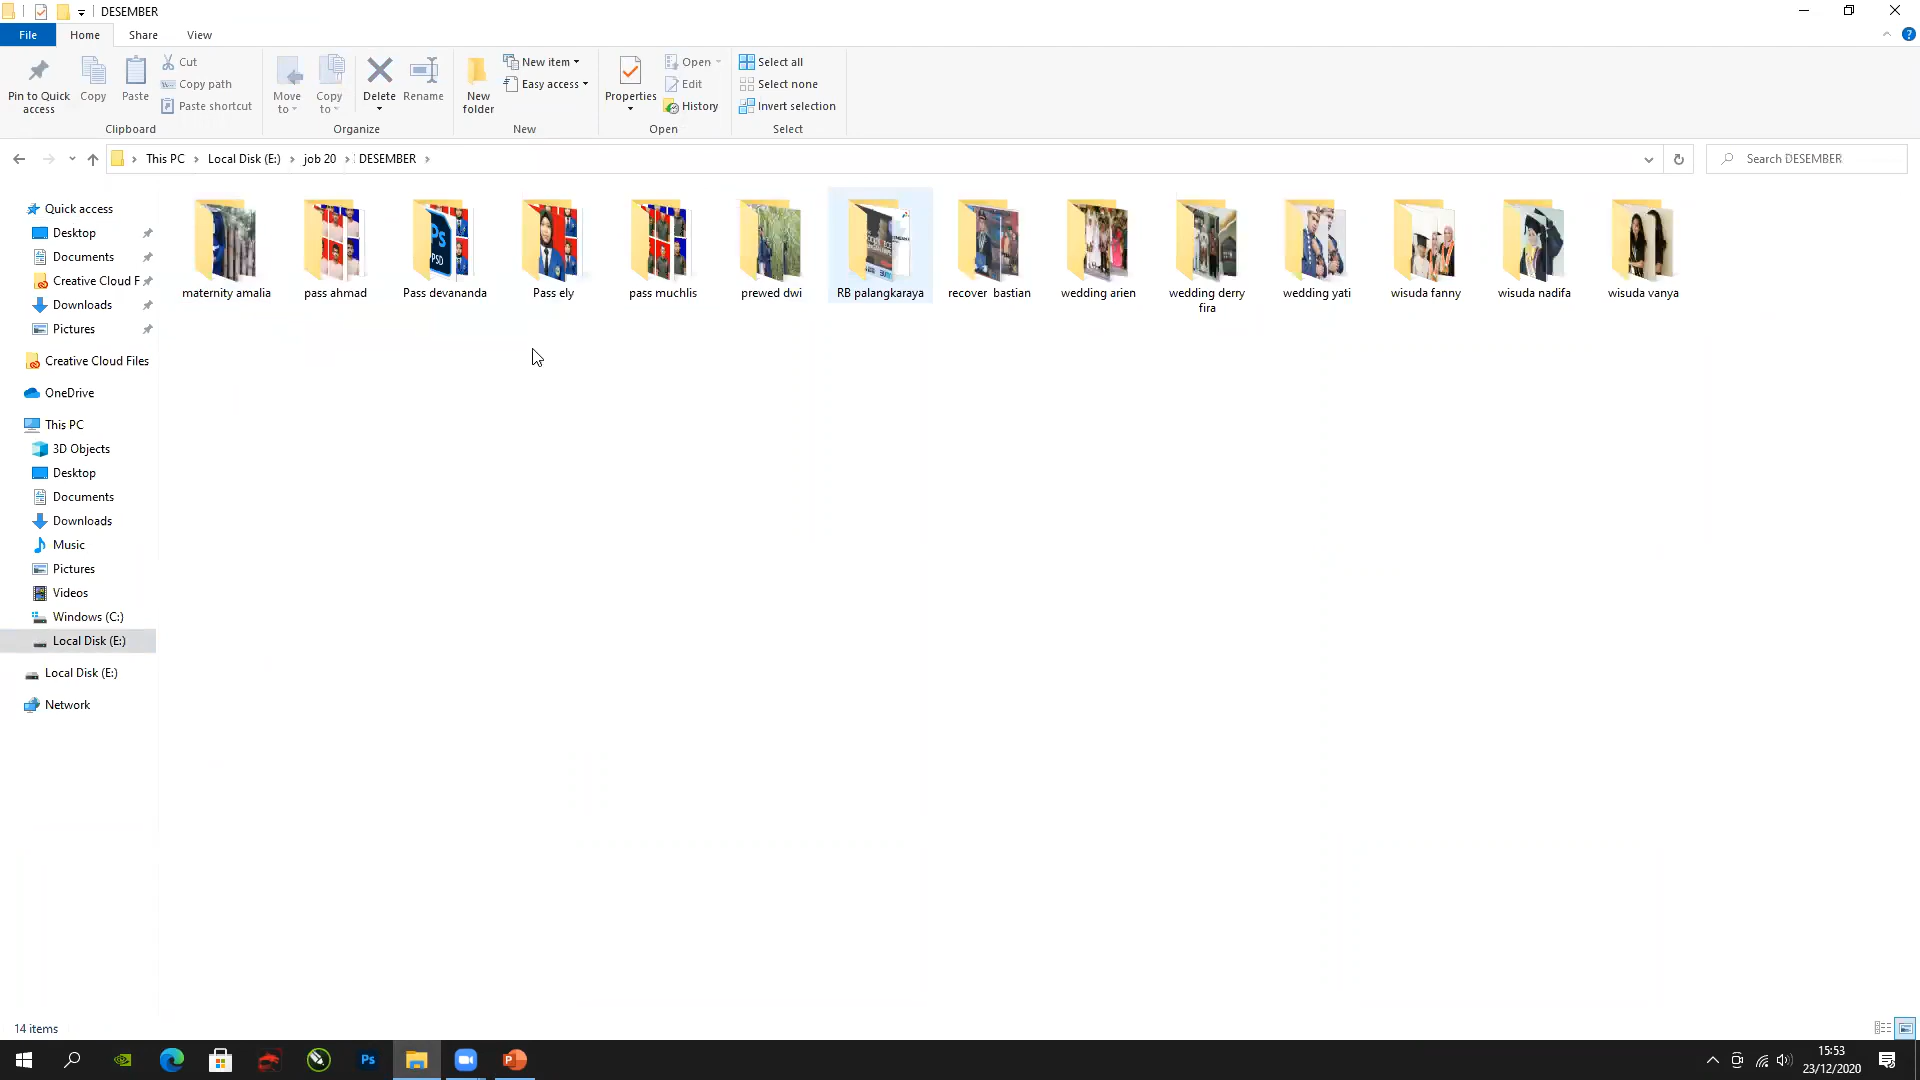 DESEMBER
File Home Share View
Pin to Quick access
Copy
Paste
Cut
Copy path
Paste shortcut
Clipboard
Move to
Copy to
Delete
Rename
Organize
New folder
New item
Easy access
New
Properties
Open
Edit
History
Open
Select all
Select none
Invert selection
Select
This PC > Local Disk (E:) > job 20 > DESEMBER >
Search DESEMBER
Quick access
Desktop
Documents
Creative Cloud F
Downloads
Pictures
Creative Cloud Files
OneDrive
This PC
3D Objects
Desktop
Documents
Downloads
Music
Pictures
Videos
Windows (C:)
Local Disk (E:)
Local Disk (E:)
Network
Ps
PSD
maternity amalia
pass ahmad
Pass devananda
Pass ely
pass muchlis
prewed dwi
RB palangkaraya
recover bastian
wedding arien
wedding derry
fira
wedding yati
wisuda fanny
wisuda nadifa
wisuda vanya
14 items
Ps
P
15:53
23/12/2020